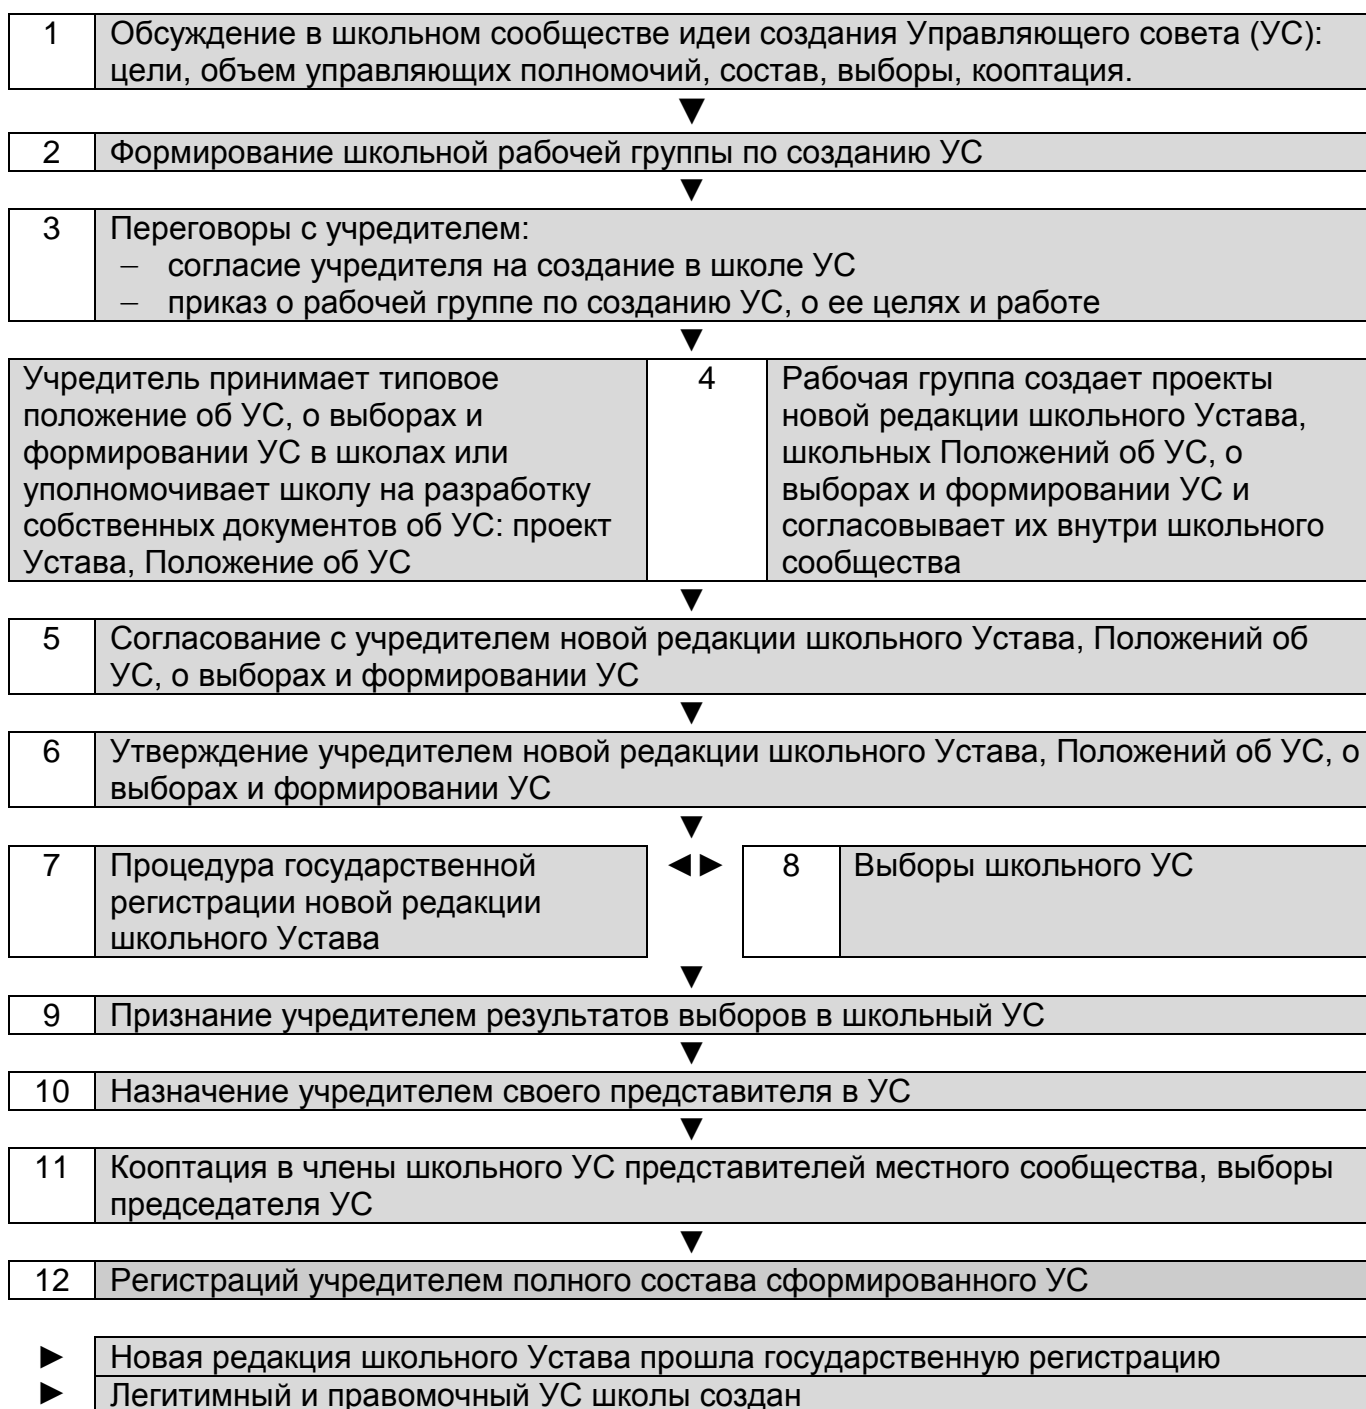 1 Обсуждение в школьном сообществе идеи создания Управляющего совета (УС):
цели, объем управляющих полномочий, состав, выборы, кооптация.
▼
2 Формирование школьной рабочей группы по созданию УС
▼
3 Переговоры с учредителем:
– согласие учредителя на создание в школе УС
– приказ о рабочей группе по созданию УС, о ее целях и работе
▼
Учредитель принимает типовое
положение об УС, о выборах и
формировании УС в школах или
уполномочивает школу на разработку
собственных документов об УС: проект
Устава, Положение об УС
4
Рабочая группа создает проекты
новой редакции школьного Устава,
школьных Положений об УС, о
выборах и формировании УС и
согласовывает их внутри школьного
сообщества
▼
5 Согласование с учредителем новой редакции школьного Устава, Положений об
УС, о выборах и формировании УС
▼
6 Утверждение учредителем новой редакции школьного Устава, Положений об УС, о
выборах и формировании УС
▼
7 Процедура государственной
регистрации новой редакции
школьного Устава
◄►
8 Выборы школьного УС
▼
9 Признание учредителем результатов выборов в школьный УС
▼
10 Назначение учредителем своего представителя в УС
▼
11 Кооптация в члены школьного УС представителей местного сообщества, выборы
председателя УС
▼
12 Регистраций учредителем полного состава сформированного УС
► Новая редакция школьного Устава прошла государственную регистрацию
► Легитимный и правомочный УС школы создан